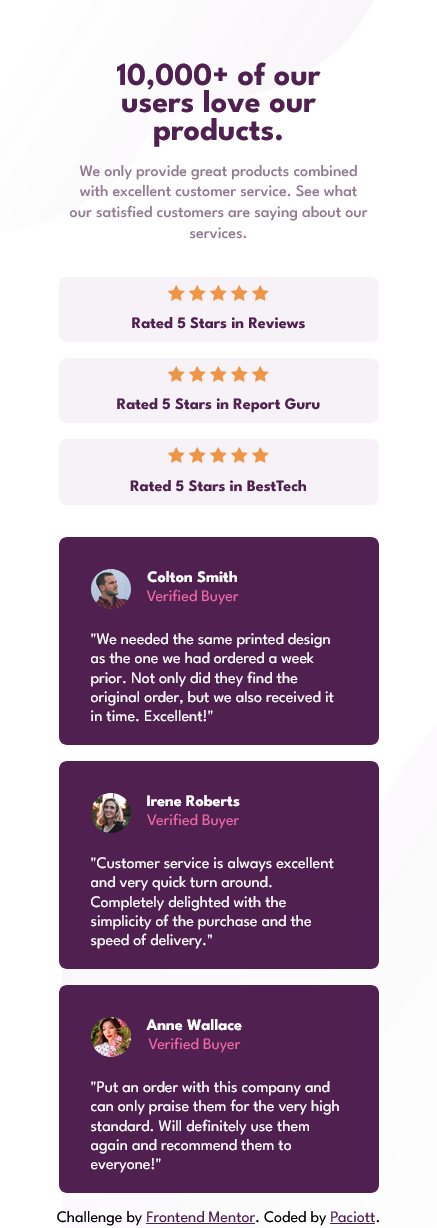 10,000+ of our
users love our
products.
We only provide great products combined
with excellent customer service. See what
our satisfied customers are saying about our
services.
Rated 5 Stars in Reviews
Rated 5 Stars in Report Guru
Rated 5 Stars in BestTech
Colton Smith
Verified Buyer
"We needed the same printed design
as the one we had ordered a week
prior. Not only did they find the
original order, but we also received it
in time. Excellent!"
Irene Roberts
Verified Buyer
"Customer service is always excellent
and very quick turn around.
Completely delighted with the
simplicity of the purchase and the
speed of delivery."
Anne Wallace
Verified Buyer
"Put an order with this company and
can only praise them for the very high
standard. Will definitely use them
again and recommend them to
everyone!"
Challenge by Frontend Mentor. Coded by Paciott.